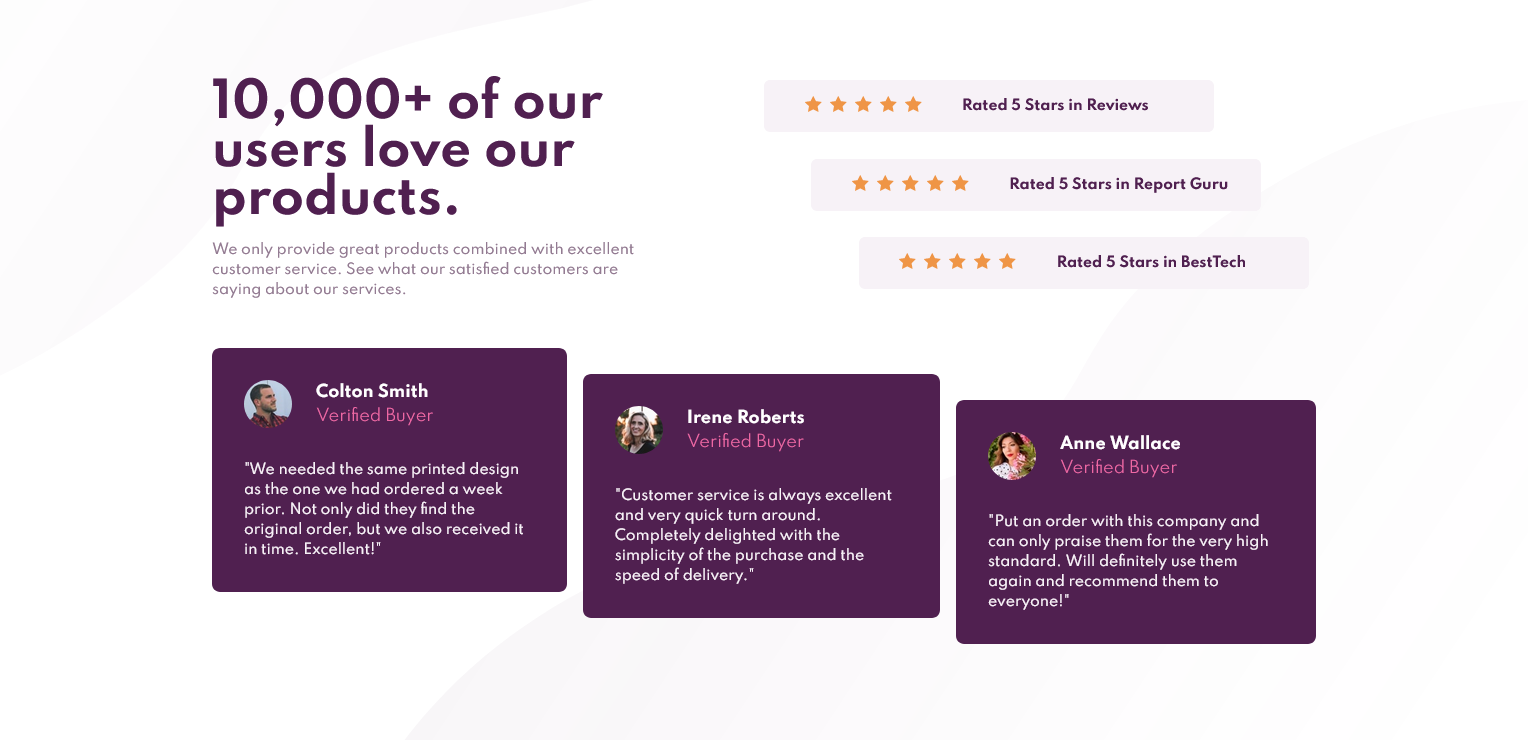 10,000+ of our
users love our
products.
We only provide great products combined with excellent
customer service. See what our satisfied customers are
saying about our services.
Rated 5 Stars in Reviews
Rated 5 Stars in Report Guru
Rated 5 Stars in BestTech
Colton Smith
Verified Buyer
"We needed the same printed design
as the one we had ordered a week
prior. Not only did they find the
original order, but we also received it
in time. Excellent!"
Irene Roberts
Verified Buyer
"Customer service is always excellent
and very quick turn around.
Completely delighted with the
simplicity of the purchase and the
speed of delivery."
Anne Wallace
Verified Buyer
"Put an order with this company and
can only praise them for the very high
standard. Will definitely use them
again and recommend them to
everyone!"